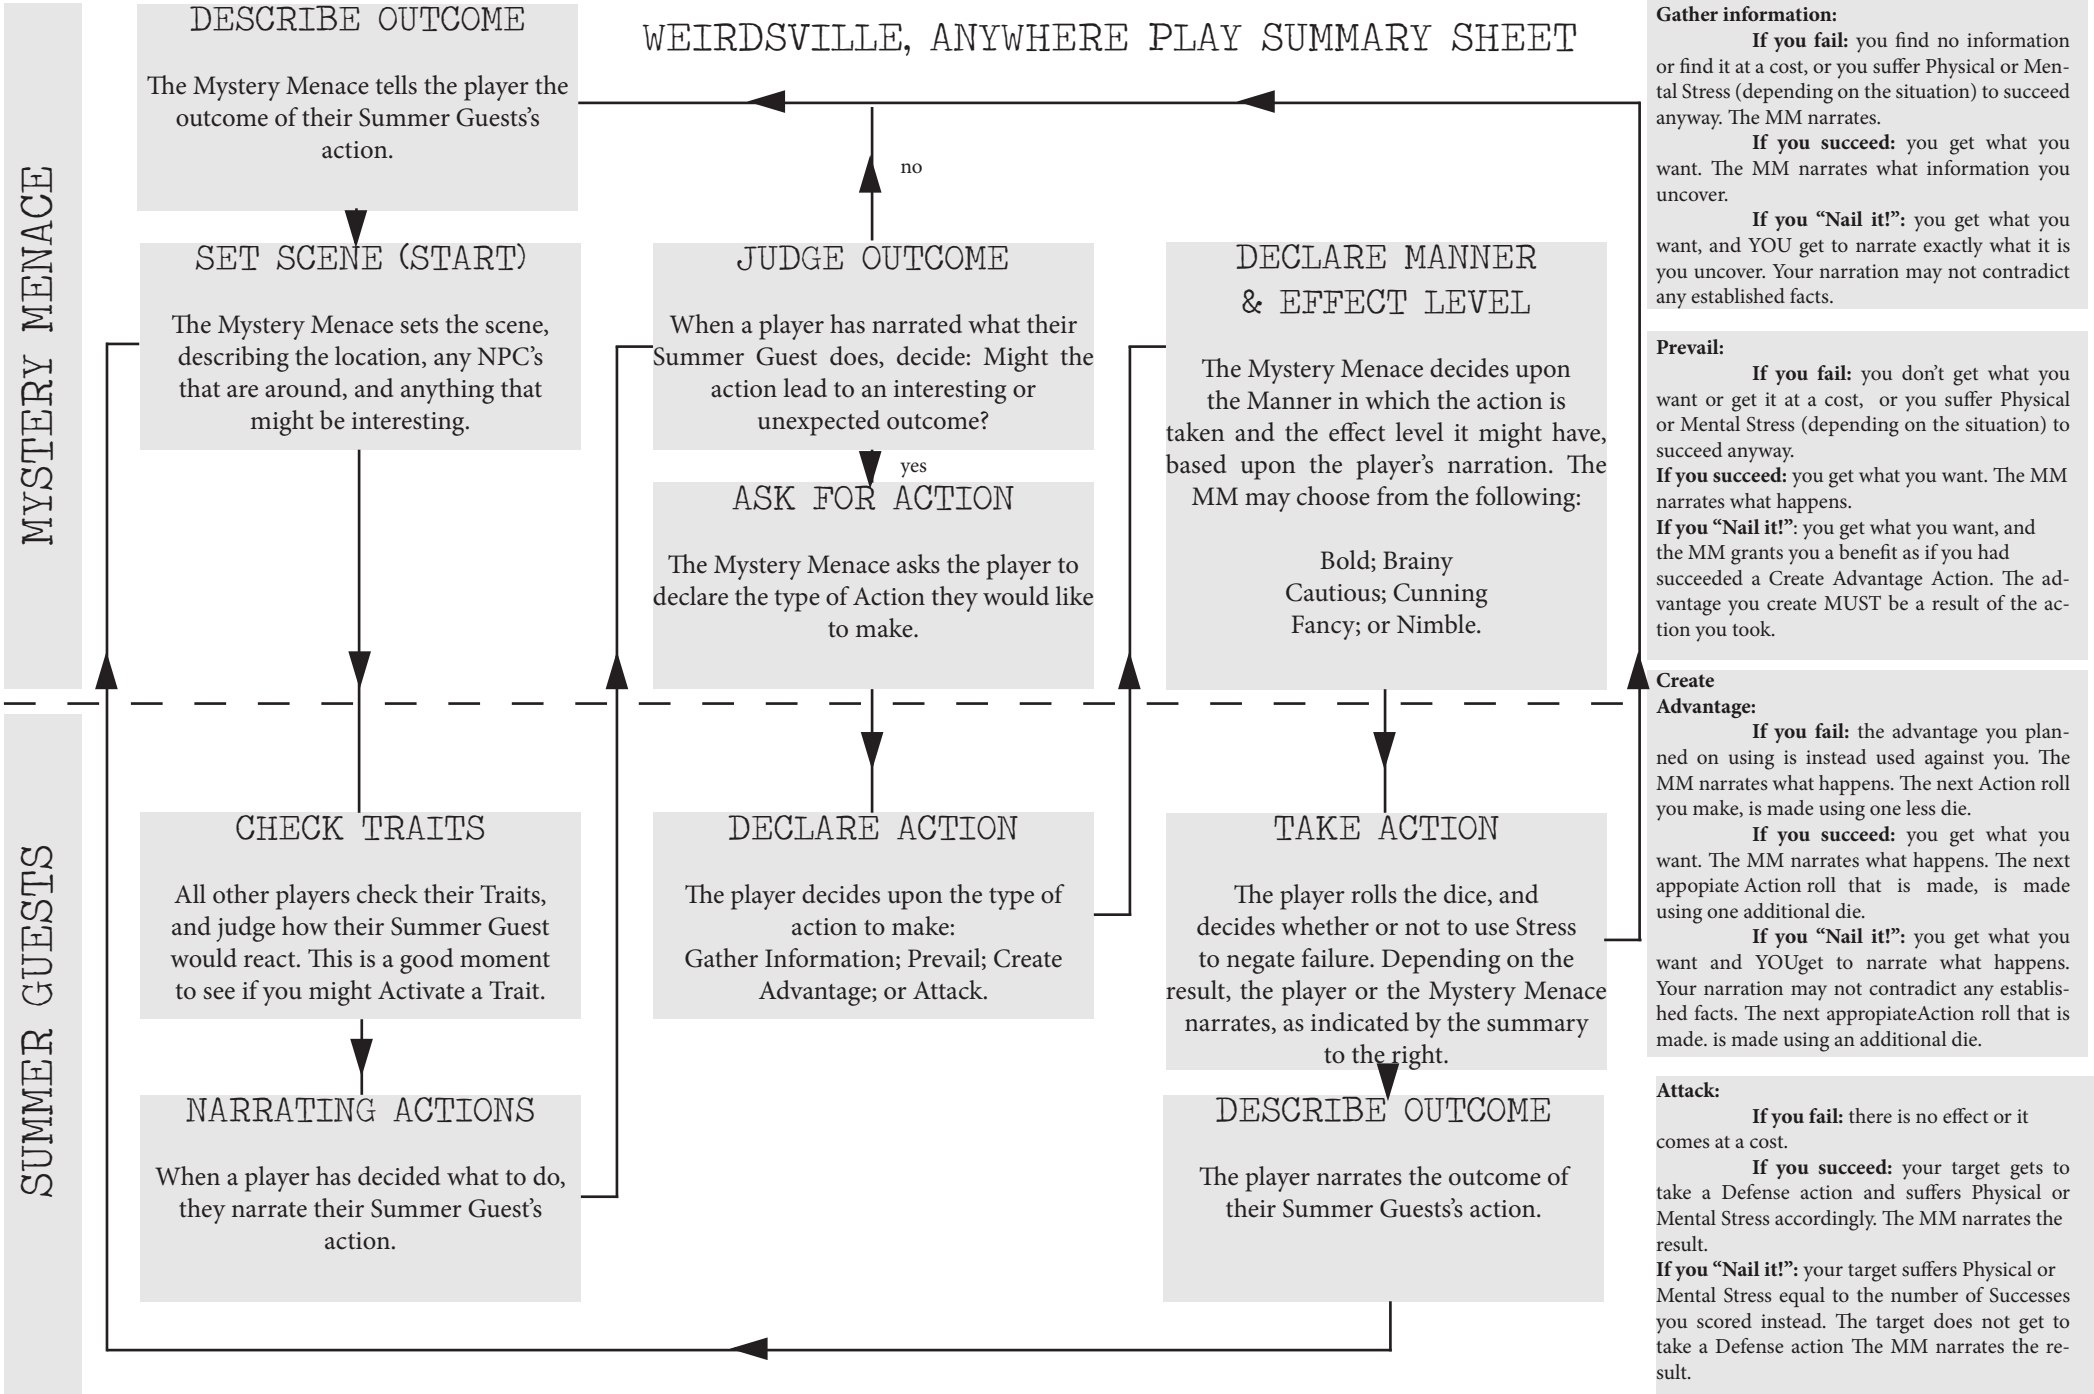 WEIRDSVILLE, ANYWHERE PLAY SUMMARY SHEET
MYSTERY MENACE
DESCRIBE OUTCOME
The Mystery Menace tells the player the
outcome of their Summer Guests's
action.
SET SCENE (START)
The Mystery Menace sets the scene,
describing the location, any NPC's
that are around, and anything that
might be interesting.
no
JUDGE OUTCOME
When a player has narrated what their
Summer Guest does, decide: Might the
action lead to an interesting or
unexpected outcome?
yes
ASK FOR ACTION
The Mystery Menace asks the player to
declare the type of Action they would like
to make.
DECLARE MANNER
& EFFECT LEVEL
The Mystery Menace decides upon
the Manner in which the action is
taken and the effect level it might have,
based upon the player's narration. The
MM may choose from the following:
Bold; Brainy
Cautious; Cunning
Fancy; or Nimble.
SUMMER GUESTS
CHECK TRAITS
All other players check their Traits,
and judge how their Summer Guest
would react. This is a good moment
to see if you might Activate a Trait.
NARRATING ACTIONS
When a player has decided what to do,
they narrate their Summer Guest's
action.
DECLARE ACTION
The player decides upon the type of
action to make:
Gather Information; Prevail; Create
Advantage; or Attack.
TAKE ACTION
The player rolls the dice, and
decides whether or not to use Stress
to negate failure. Depending on the
result, the player or the Mystery Menace
narrates, as indicated by the summary
to the right.
DESCRIBE OUTCOME
The player narrates the outcome of
their Summer Guests's action.
Gather information:
If you fail: you find no information
or find it at a cost, or you suffer Physical or Men-
tal Stress (depending on the situation) to succeed
anyway. The MM narrates.
If you succeed: you get what you
want. The MM narrates what information you
uncover.
If you “Nail it!”: you get what you
want, and YOU get to narrate exactly what it is
you uncover. Your narration may not contradict
any established facts.
Prevail:
If you fail: you don't get what you
want or get it at a cost, or you suffer Physical
or Mental Stress (depending on the situation) to
succeed anyway.
If you succeed: you get what you want. The MM
narrates what happens.
If you “Nail it!”: you get what you want, and
the MM grants you a benefit as if you had
succeeded a Create Advantage Action. The ad-
vantage you create MUST be a result of the ac-
tion you took.
Create
Advantage:
If you fail: the advantage you plan-
ned on using is instead used against you. The
MM narrates what happens. The next Action roll
you make, is made using one less die.
If you succeed: you get what you
want. The MM narrates what happens. The next
appopiate Action roll that is made, is made
using one additional die.
If you “Nail it!”: you get what you
want and YOUget to narrate what happens.
Your narration may not contradict any establis-
hed facts. The next appropiateAction roll that is
made. is made using an additional die.
Attack:
If you fail: there is no effect or it
comes at a cost.
If you succeed: your target gets to
take a Defense action and suffers Physical or
Mental Stress accordingly. The MM narrates the
result.
If you “Nail it!”: your target suffers Physical or
Mental Stress equal to the number of Successes
you scored instead. The target does not get to
take a Defense action The MM narrates the re-
sult.